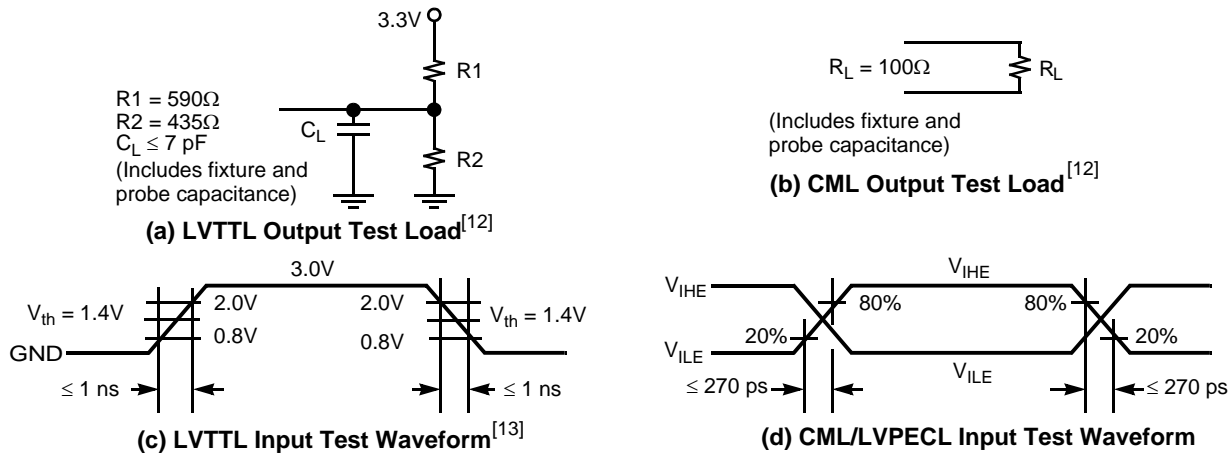 3.3V
R1
R1 = 590Ω
R2 = 435Ω
C_L ≤ 7 pF
(Includes fixture and
probe capacitance)
C_L
R2
(a) LVTTL Output Test Load[12]
R_L = 100Ω
R_L
(Includes fixture and
probe capacitance)
(b) CML Output Test Load[12]
3.0V
V_th = 1.4V
2.0V
0.8V
2.0V
0.8V
V_th = 1.4V
GND
≤ 1 ns
≤ 1 ns
(c) LVTTL Input Test Waveform[13]
V_IHE
V_IHE
80%
80%
20%
20%
V_ILE
V_ILE
≤ 270 ps
≤ 270 ps
(d) CML/LVPECL Input Test Waveform